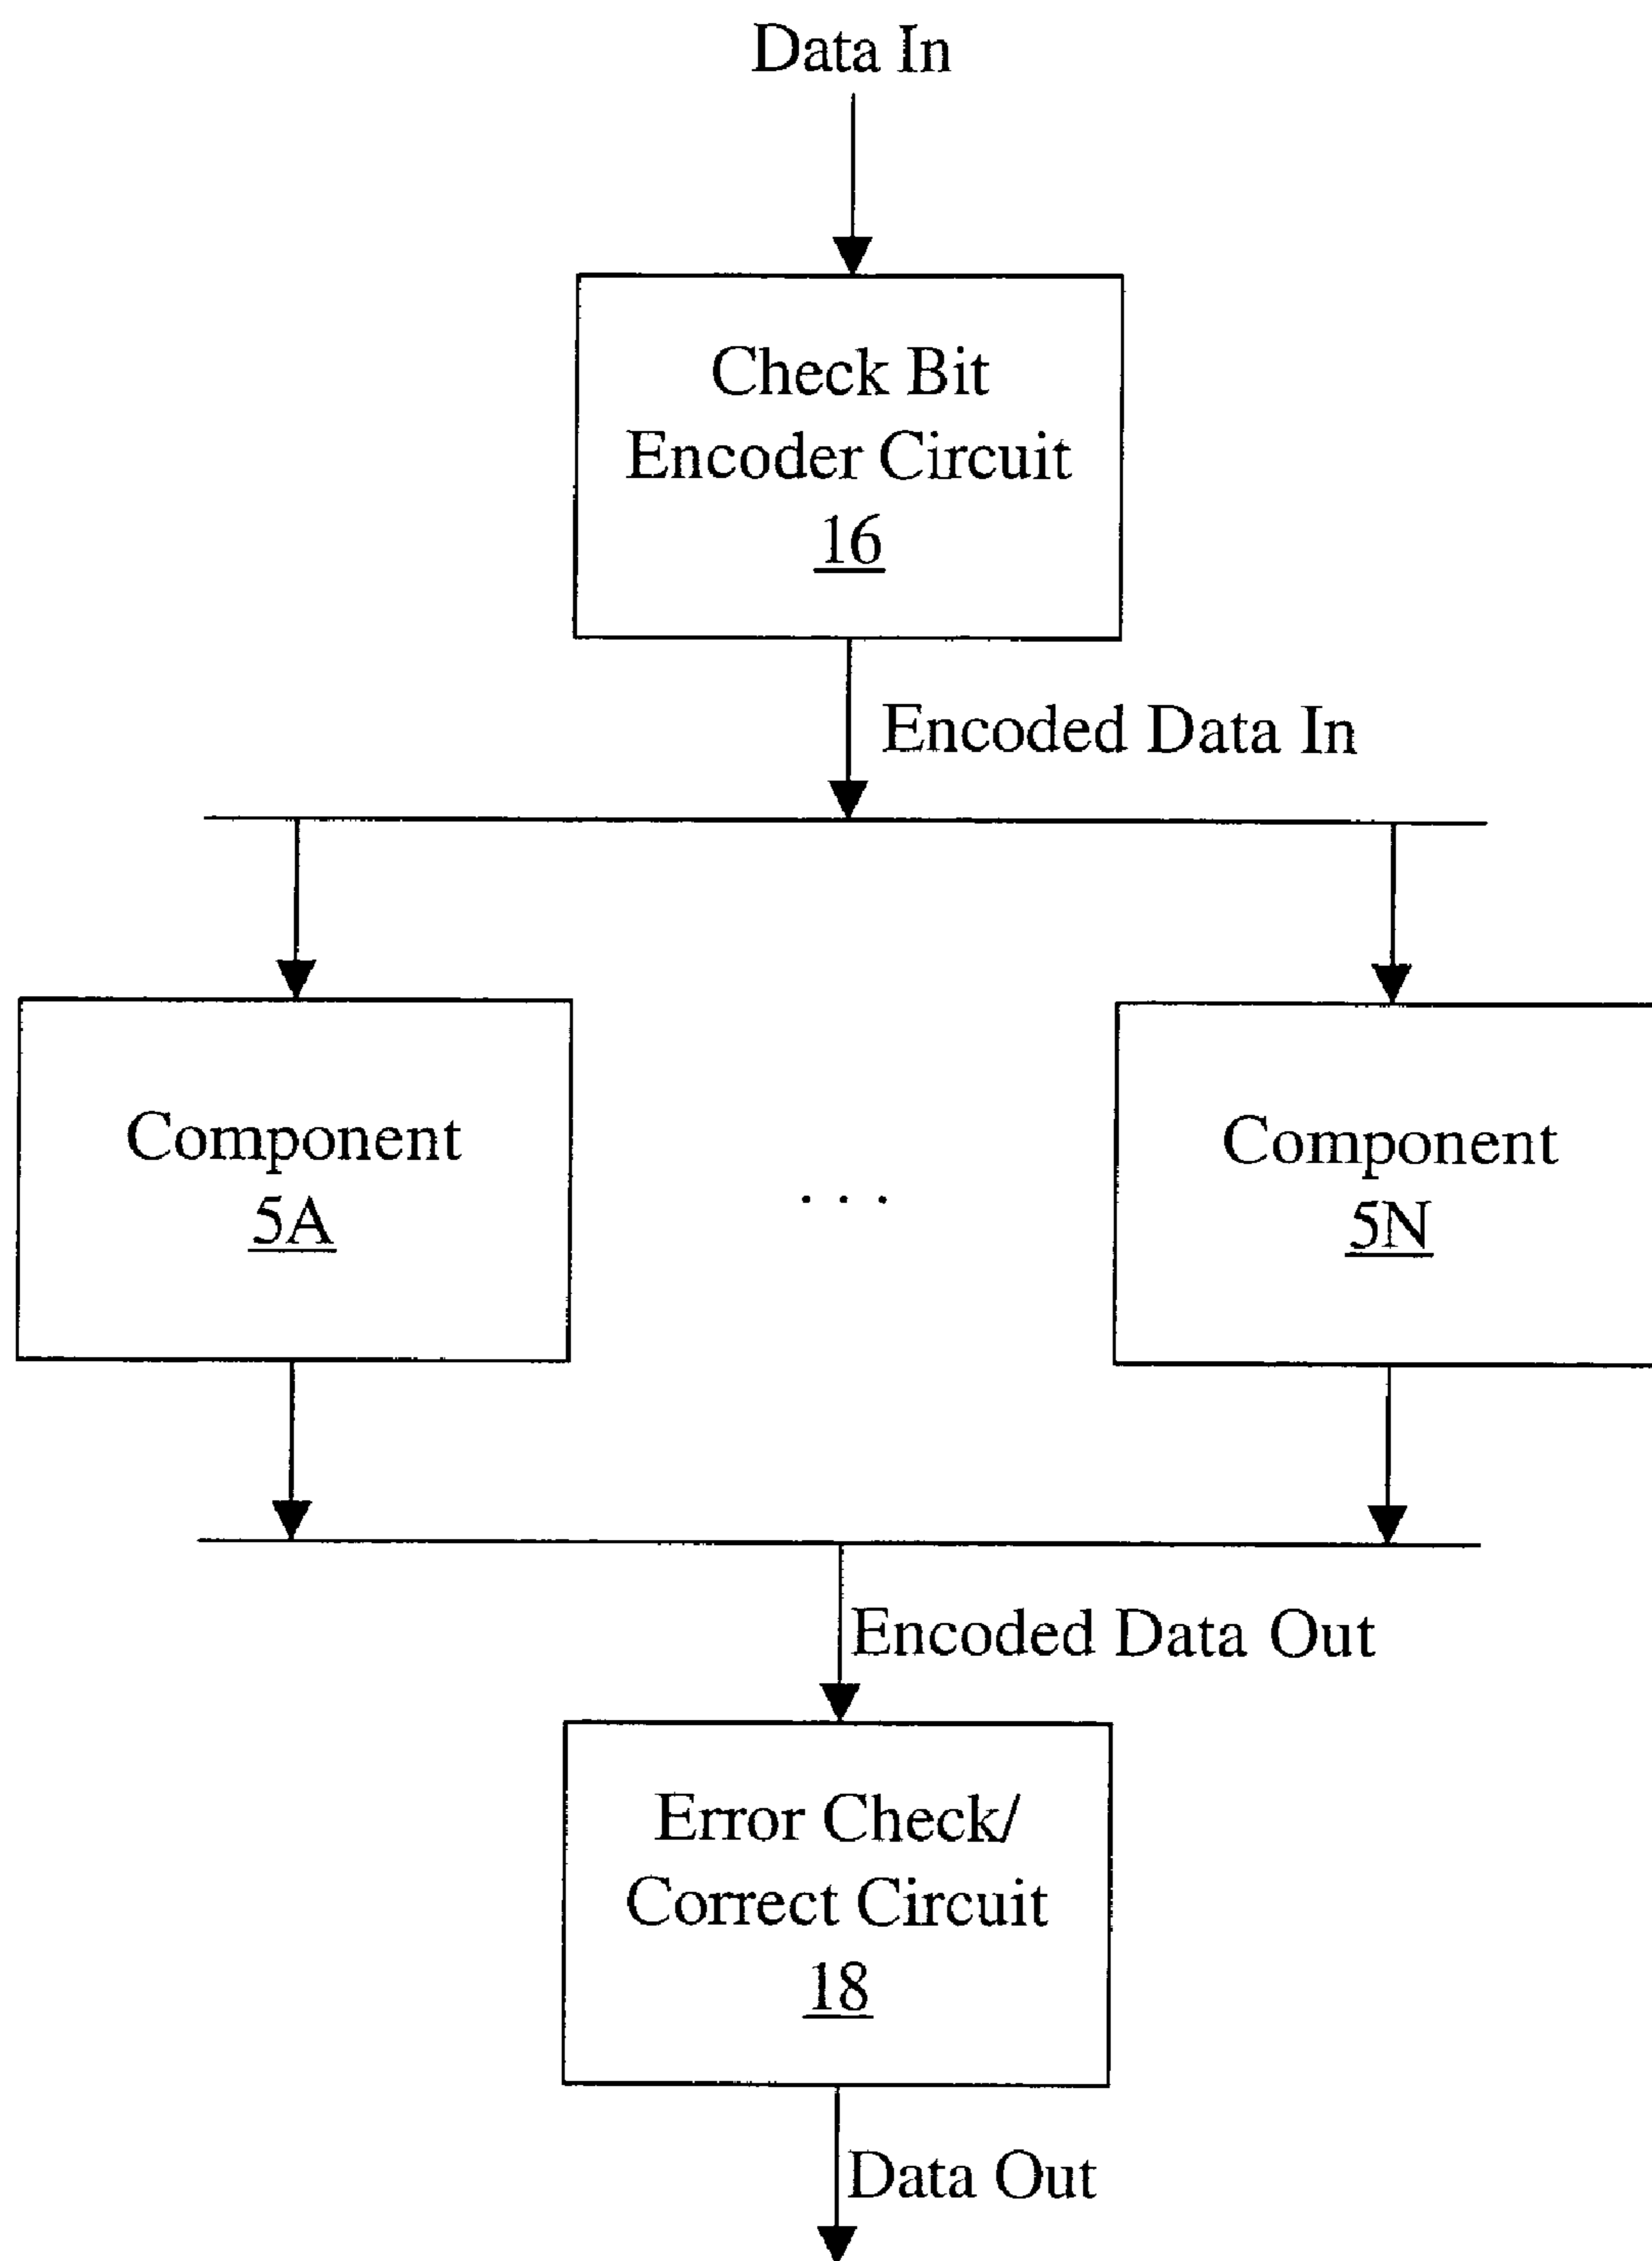 Data In
Check Bit
Encoder Circuit
16
Encoded Data In
Component
5A
. . .
Component
5N
Encoded Data Out
Error Check/
Correct Circuit
18
Data Out